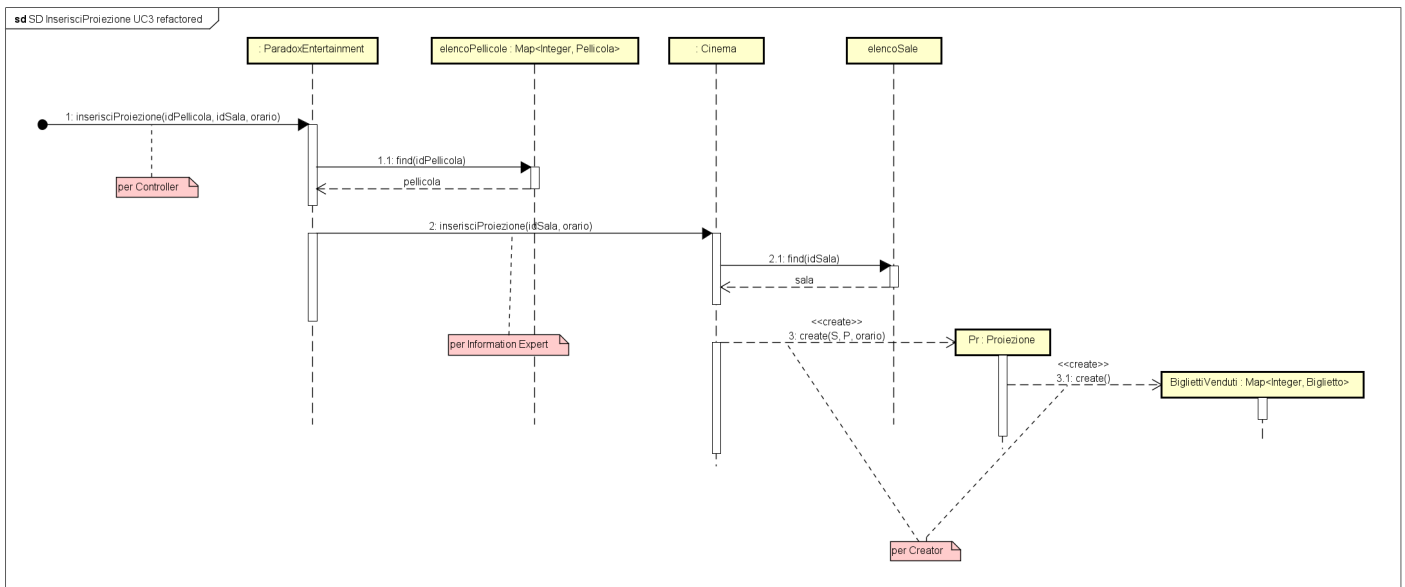 sd SD InserisciProiezione UC3 refactored
: ParadoxEntertainment
elencoPellicole : Map<Integer, Pellicola>
: Cinema
elencoSale
1: inserisciProiezione(idPellicola, idSala, orario)
1.1: find(idPellicola)
pellicola
per Controller
2: inserisciProiezione(idSala, orario)
2.1: find(idSala)
sala
<<create>>
3: create(S, P, orario)
Pr : Proiezione
per Information Expert
<<create>>
3.1: create()
BigliettiVenduti : Map<Integer, Biglietto>
per Creator